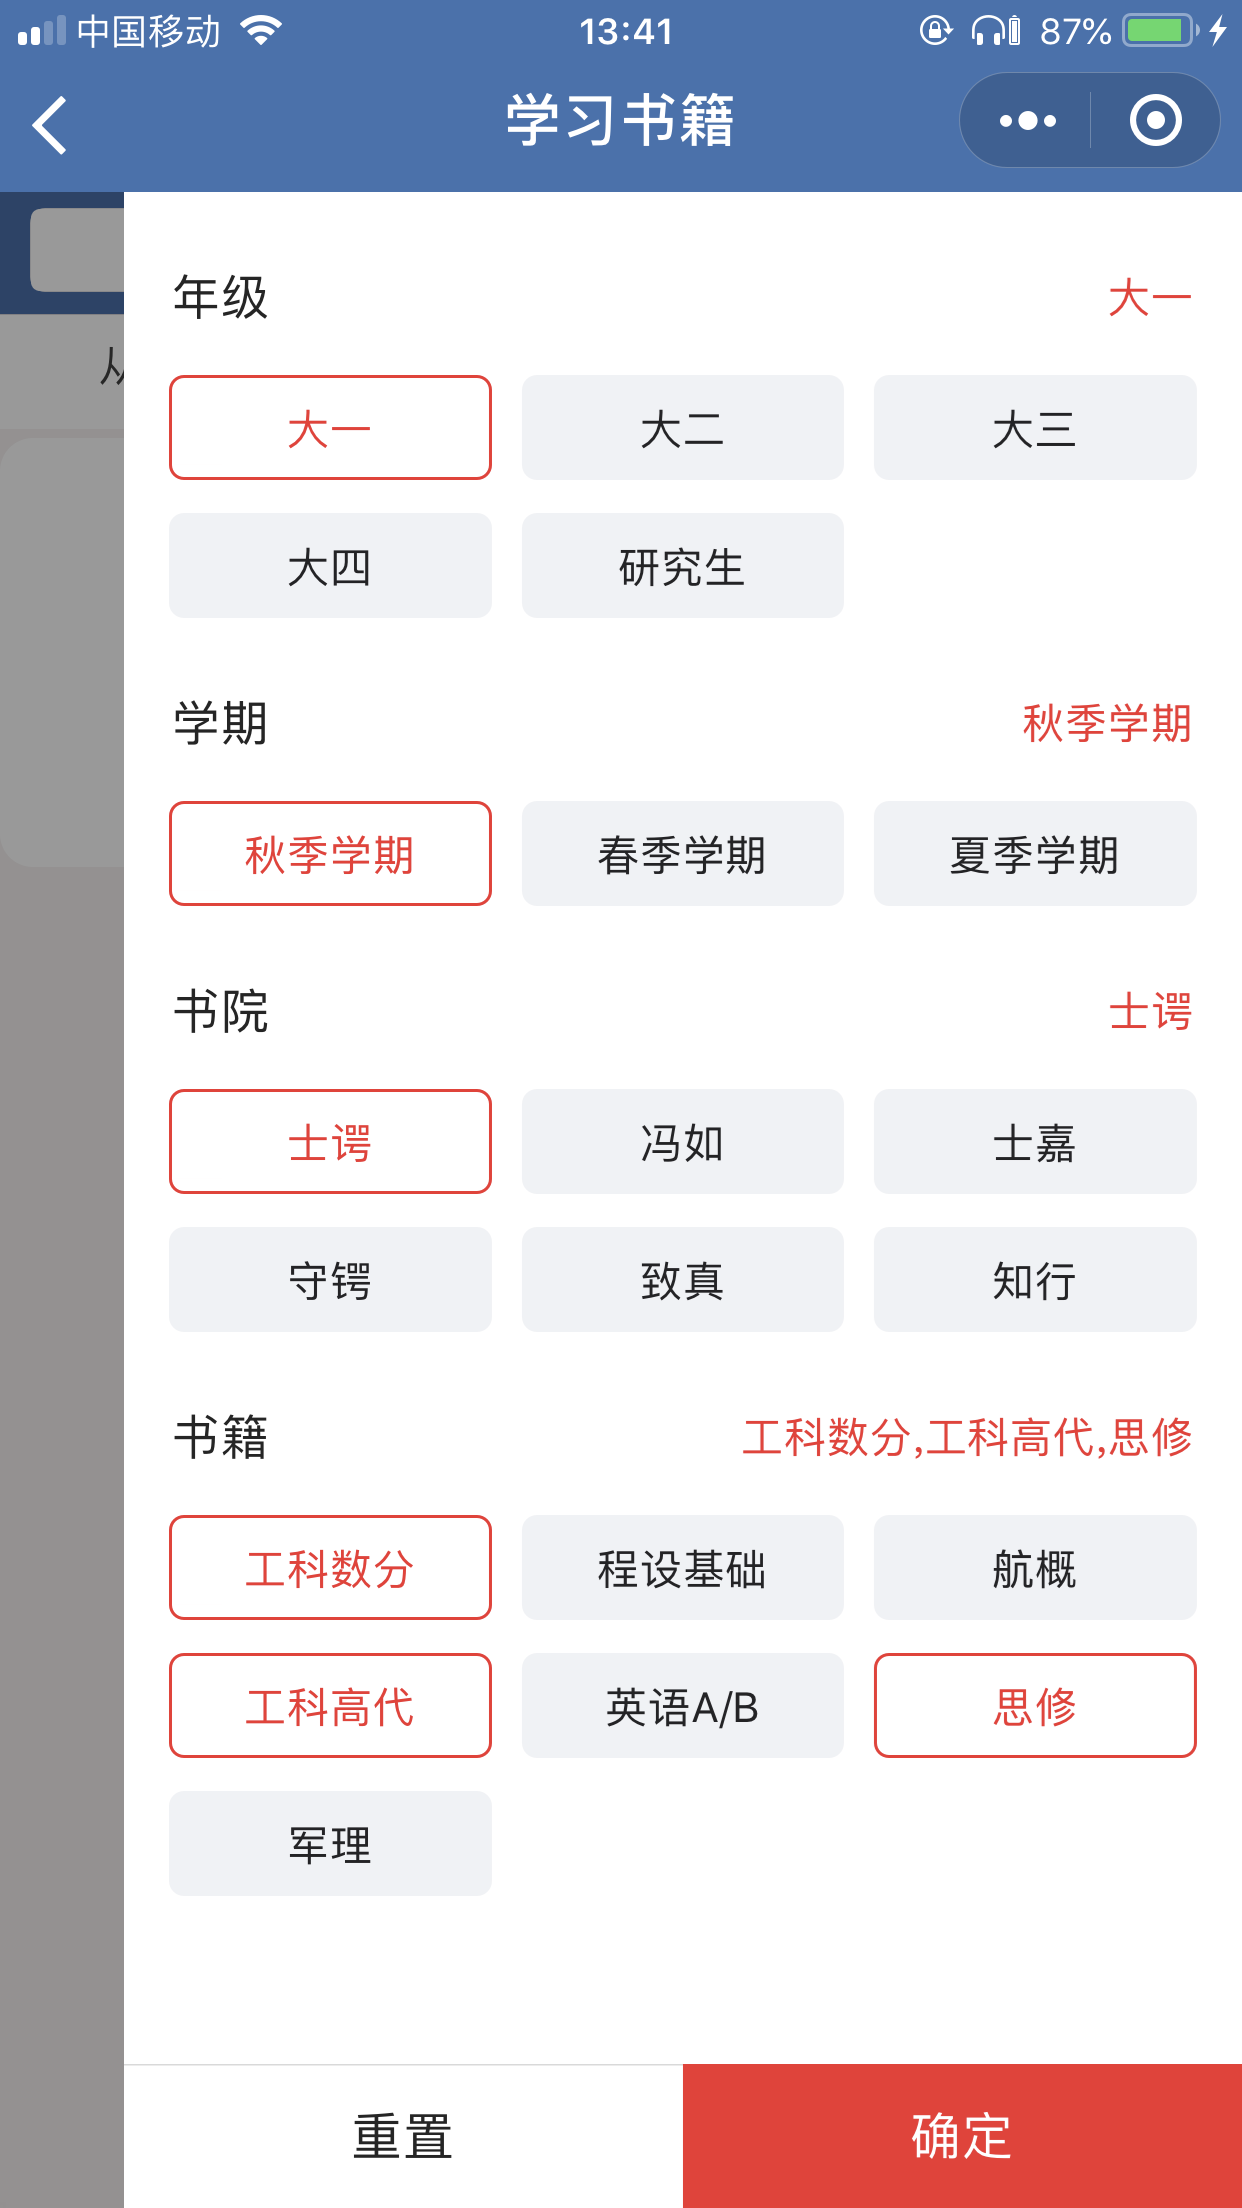 中国移动 13:41 87%
学习书籍
从
年级 大一
大一 大二 大三
大四 研究生
学期 秋季学期
秋季学期 春季学期 夏季学期
书院 士谔
士谔 冯如 士嘉
守锷 致真 知行
书籍 工科数分,工科高代,思修
工科数分 程设基础 航概
工科高代 英语A/B 思修
军理
重置 确定